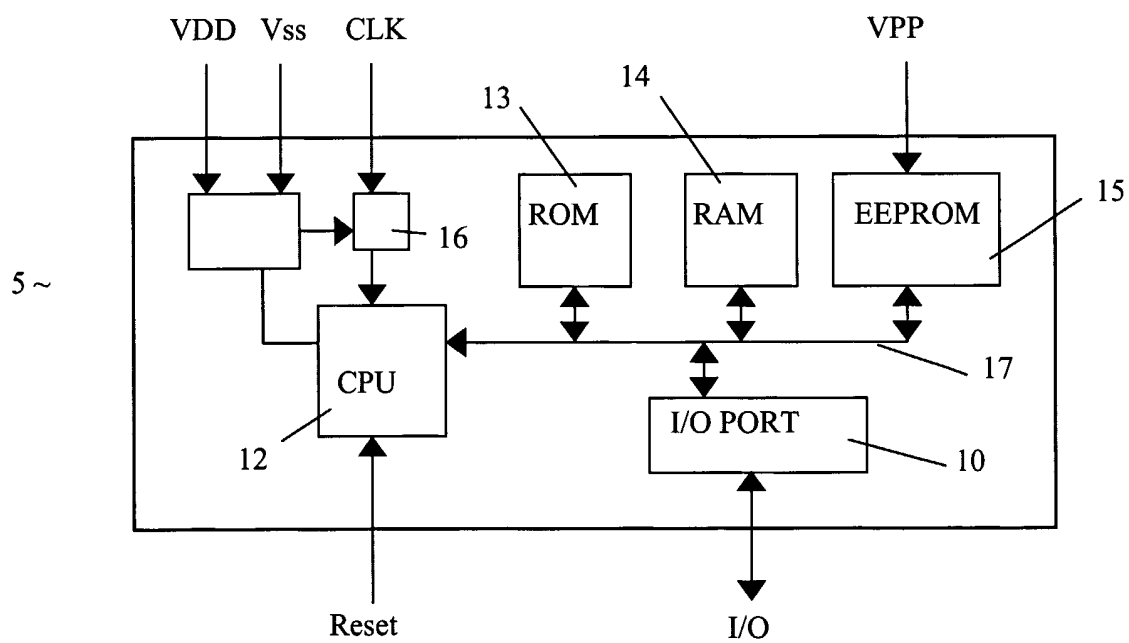 VDD Vss CLK VPP
13 14
ROM RAM EEPROM 15
16
5 ~
17
CPU
I/O PORT
12 10
Reset I/O